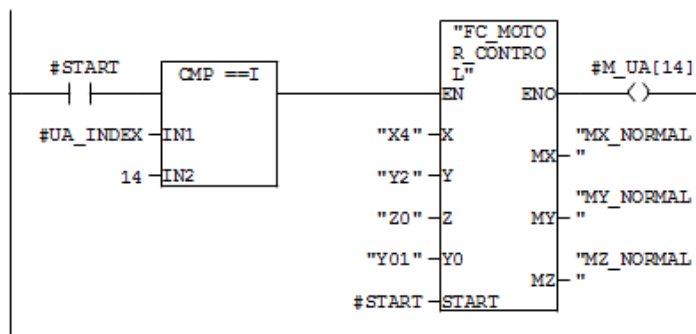 "FC_MOTO
R_CONTRO
L"
#START
CMP ==I
#M_UA[14]
EN ENO
#UA_INDEX IN1
"X4" X
"MX_NORMAL
MX "
14 IN2
"Y2" Y
"MY_NORMAL
"Z0" Z
MY "
"Y01" Y0
"MZ_NORMAL
MZ "
#START START